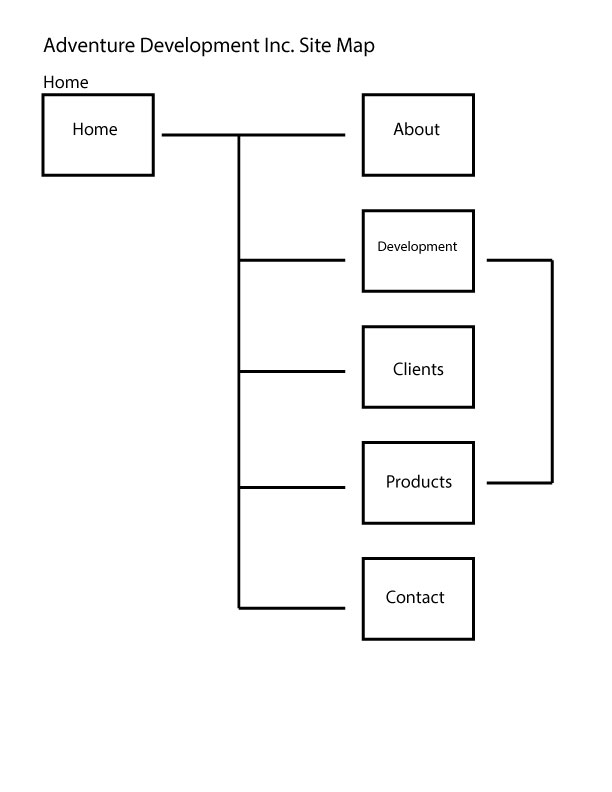 Adventure Development Inc. Site Map
Home
Home
About
Development
Clients
Products
Contact